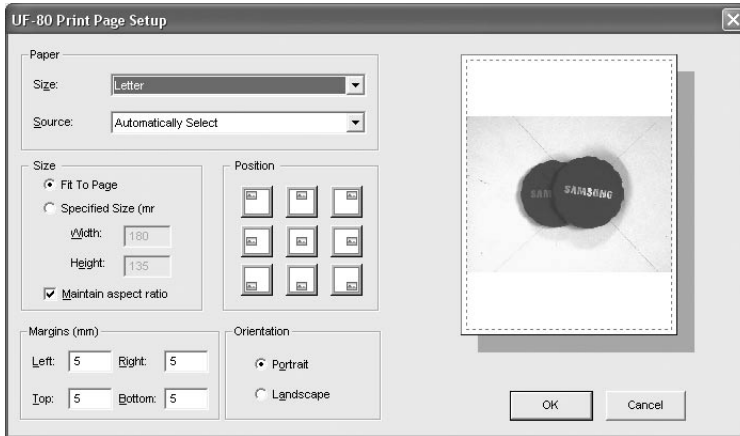 UF-80 Print Page Setup
Paper
Size:
Letter
Source:
Automatically Select
Size
Fit To Page
Specified Size (mr
Width:
180
Height:
135
Maintain aspect ratio
Position
Margins (mm)
Left:
5
Right:
5
Top:
5
Bottom:
5
Orientation
Portrait
Landscape
SAM
SAMSUNG
OK
Cancel